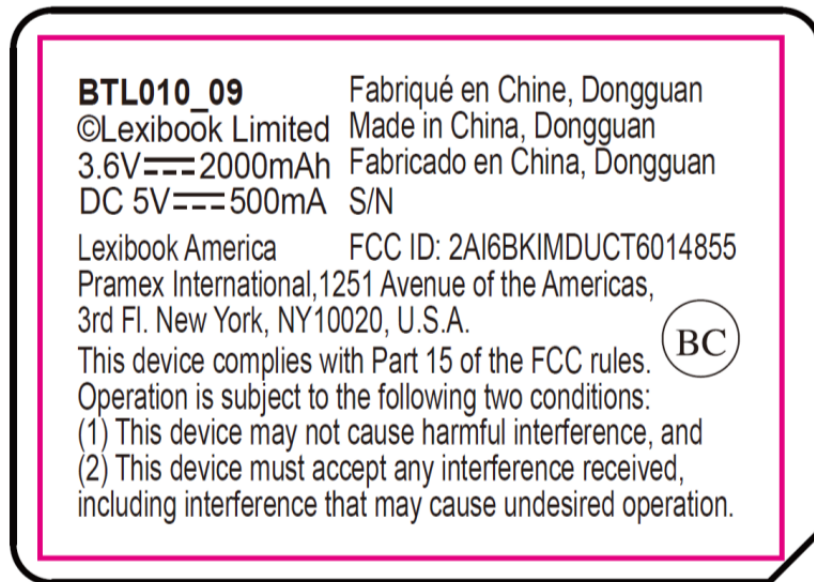 BTL010_09 Fabriqué en Chine, Dongguan
©Lexibook Limited Made in China, Dongguan
3.6V⎓2000mAh Fabricado en China, Dongguan
DC 5V⎓500mA S/N
Lexibook America FCC ID: 2AI6BKIMDUCT6014855
Pramex International,1251 Avenue of the Americas,
3rd Fl. New York, NY10020, U.S.A.
BC
This device complies with Part 15 of the FCC rules.
Operation is subject to the following two conditions:
(1) This device may not cause harmful interference, and
(2) This device must accept any interference received,
including interference that may cause undesired operation.